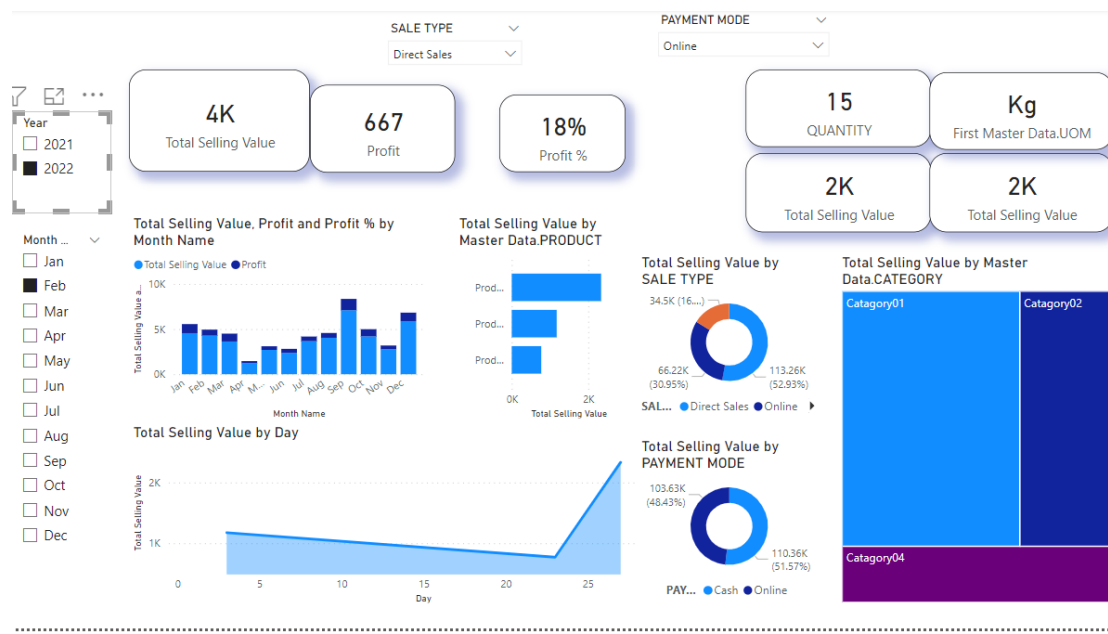 SALE TYPE
Direct Sales
PAYMENT MODE
Online
Year
2021
2022
4K
Total Selling Value
667
Profit
18%
Profit %
15
QUANTITY
Kg
First Master Data.UOM
2K
Total Selling Value
2K
Total Selling Value
Month ...
Jan
Feb
Mar
Apr
May
Jun
Jul
Aug
Sep
Oct
Nov
Dec
Total Selling Value, Profit and Profit % by
Month Name
Total Selling Value Profit
Total Selling Value a...
10K
5K
0K
Jan Feb Mar Apr M... Jun Jul Aug Sep Oct Nov Dec
Month Name
Total Selling Value by
Master Data.PRODUCT
Prod...
Prod...
Prod...
0K 2K
Total Selling Value
Total Selling Value by
SALE TYPE
34.5K (16....)
66.22K
(30.95%)
113.26K
(52.93%)
SAL... Direct Sales Online
Total Selling Value by Master
Data.CATEGORY
Catagory01
Catagory02
Catagory04
Total Selling Value by Day
Total Selling Value
2K
1K
0 5 10 15 20 25
Day
Total Selling Value by
PAYMENT MODE
103.63K
(48.43%)
110.36K
(51.57%)
PAY... Cash Online